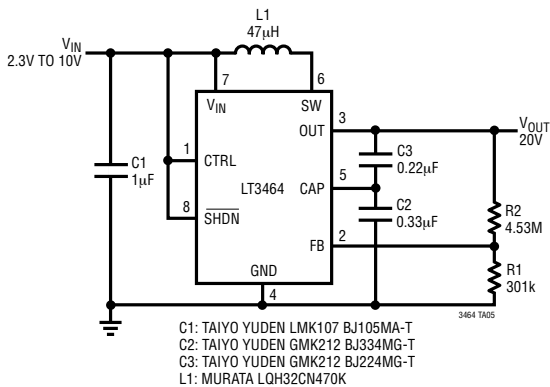 L1
47µH
VIN
2.3V TO 10V
7
6
VIN
SW
OUT
3
VOUT
20V
1
CTRL
C3
0.22µF
C1
1µF
LT3464
CAP
5
8
SHDN
C2
0.33µF
R2
4.53M
FB
2
GND
4
R1
301k
3464 TA05
C1: TAIYO YUDEN LMK107 BJ105MA-T
C2: TAIYO YUDEN GMK212 BJ334MG-T
C3: TAIYO YUDEN GMK212 BJ224MG-T
L1: MURATA LQH32CN470K